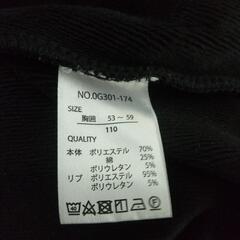 NO.0G301-174
SIZE
胸囲 53～59
110
QUALITY
本体 ポリエステル 70%
綿 25%
ポリウレタン 5%
リブ ポリエステル 95%
ポリウレタン 5%